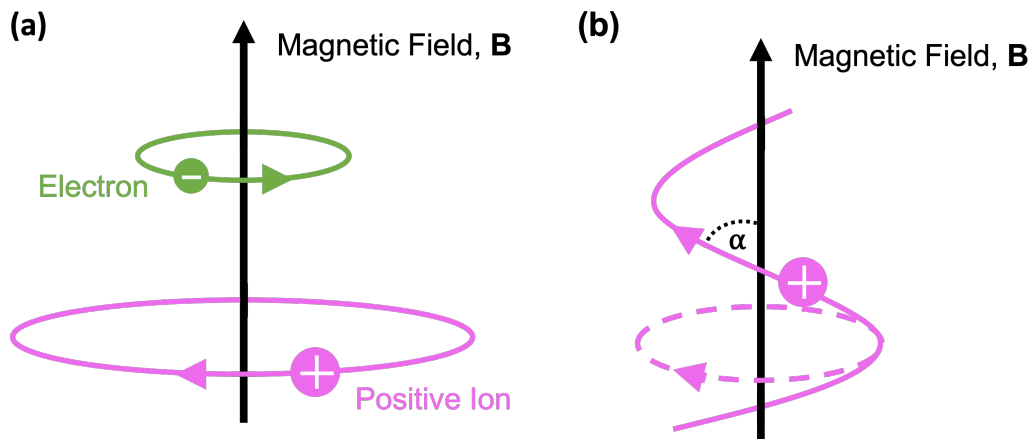 (a)
Magnetic Field, B
Electron
−
+
Positive Ion
(b)
Magnetic Field, B
α
+